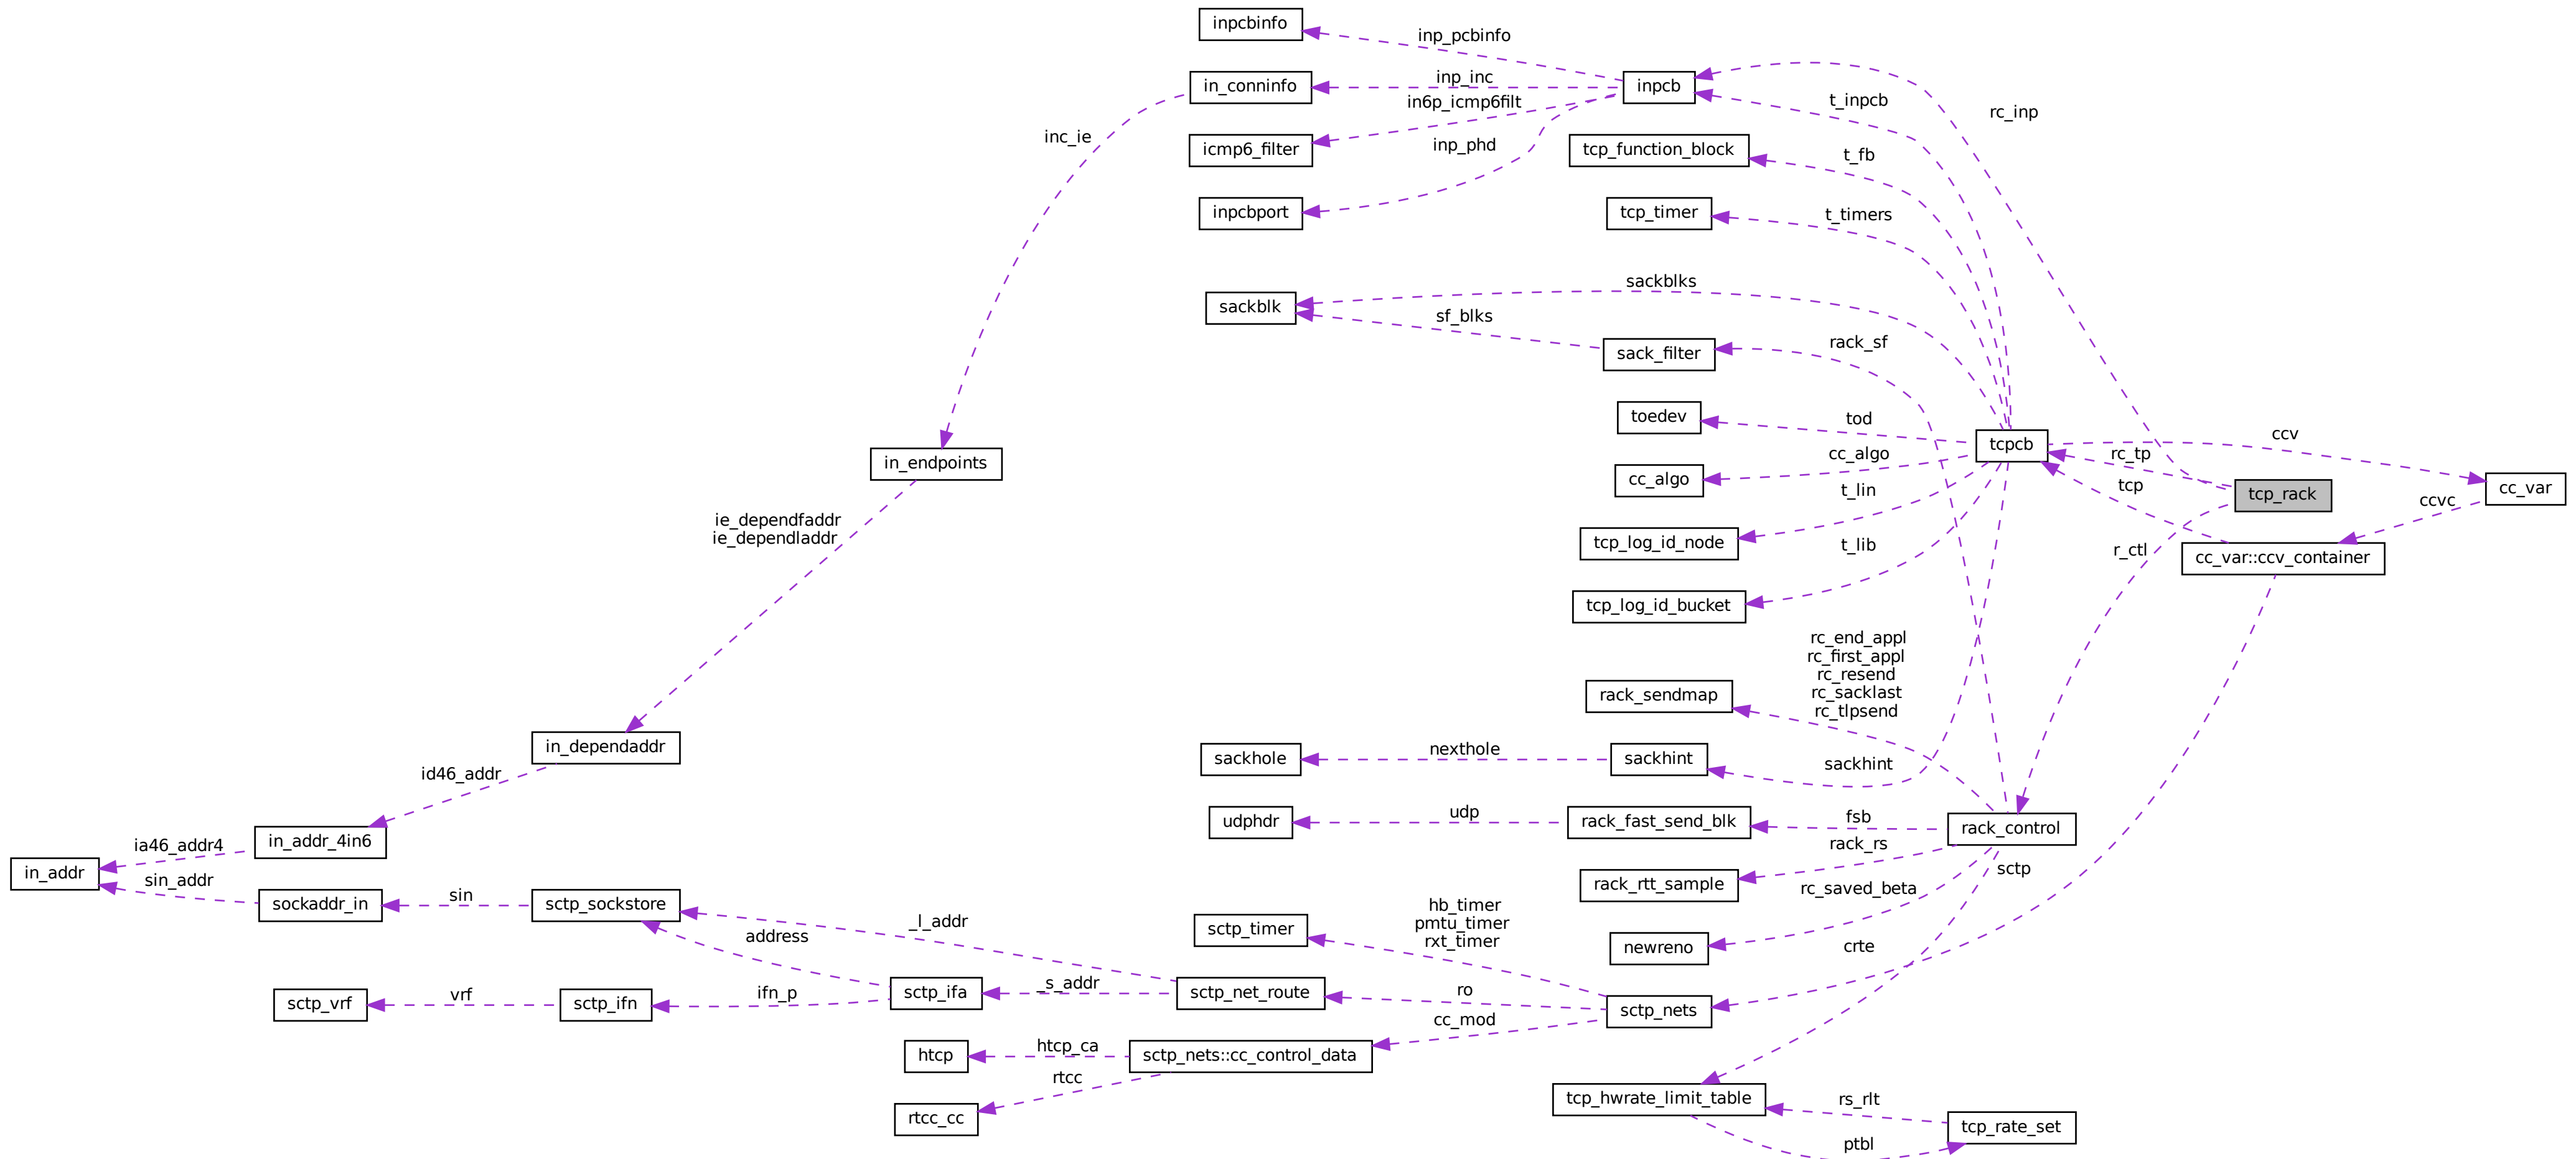 inpcbinfo
inp_pcbinfo
in_conninfo
inp_inc
inpcb
in6p_icmp6filt
t_inpcb
rc_inp
inc_ie
icmp6_filter
inp_phd
tcp_function_block
t_fb
inpcbport
tcp_timer
t_timers
sackblks
sackblk
sf_blks
sack_filter
rack_sf
toedev
tod
tcpcb
ccv
in_endpoints
cc_algo
cc_algo
rc_tp
t_lin
tcp
tcp_rack
cc_var
ccvc
ie_dependfaddr
ie_dependladdr
tcp_log_id_node
t_lib
r_ctl
cc_var::ccv_container
tcp_log_id_bucket
rc_end_appl
rc_first_appl
rc_resend
rc_sacklast
rc_tlpsend
rack_sendmap
in_dependaddr
id46_addr
sackhole
nexthole
sackhint
sackhint
udphdr
udp
rack_fast_send_blk
fsb
rack_control
in_addr_4in6
ia46_addr4
in_addr
sin_addr
rack_rs
rack_rtt_sample
sctp
rc_saved_beta
sockaddr_in
sin
sctp_sockstore
_l_addr
address
sctp_timer
hb_timer
pmtu_timer
rxt_timer
newreno
crte
sctp_vrf
vrf
sctp_ifn
ifn_p
sctp_ifa
_s_addr
sctp_net_route
ro
sctp_nets
cc_mod
htcp
htcp_ca
sctp_nets::cc_control_data
rtcc
rtcc_cc
tcp_hwrate_limit_table
rs_rlt
tcp_rate_set
ptbl